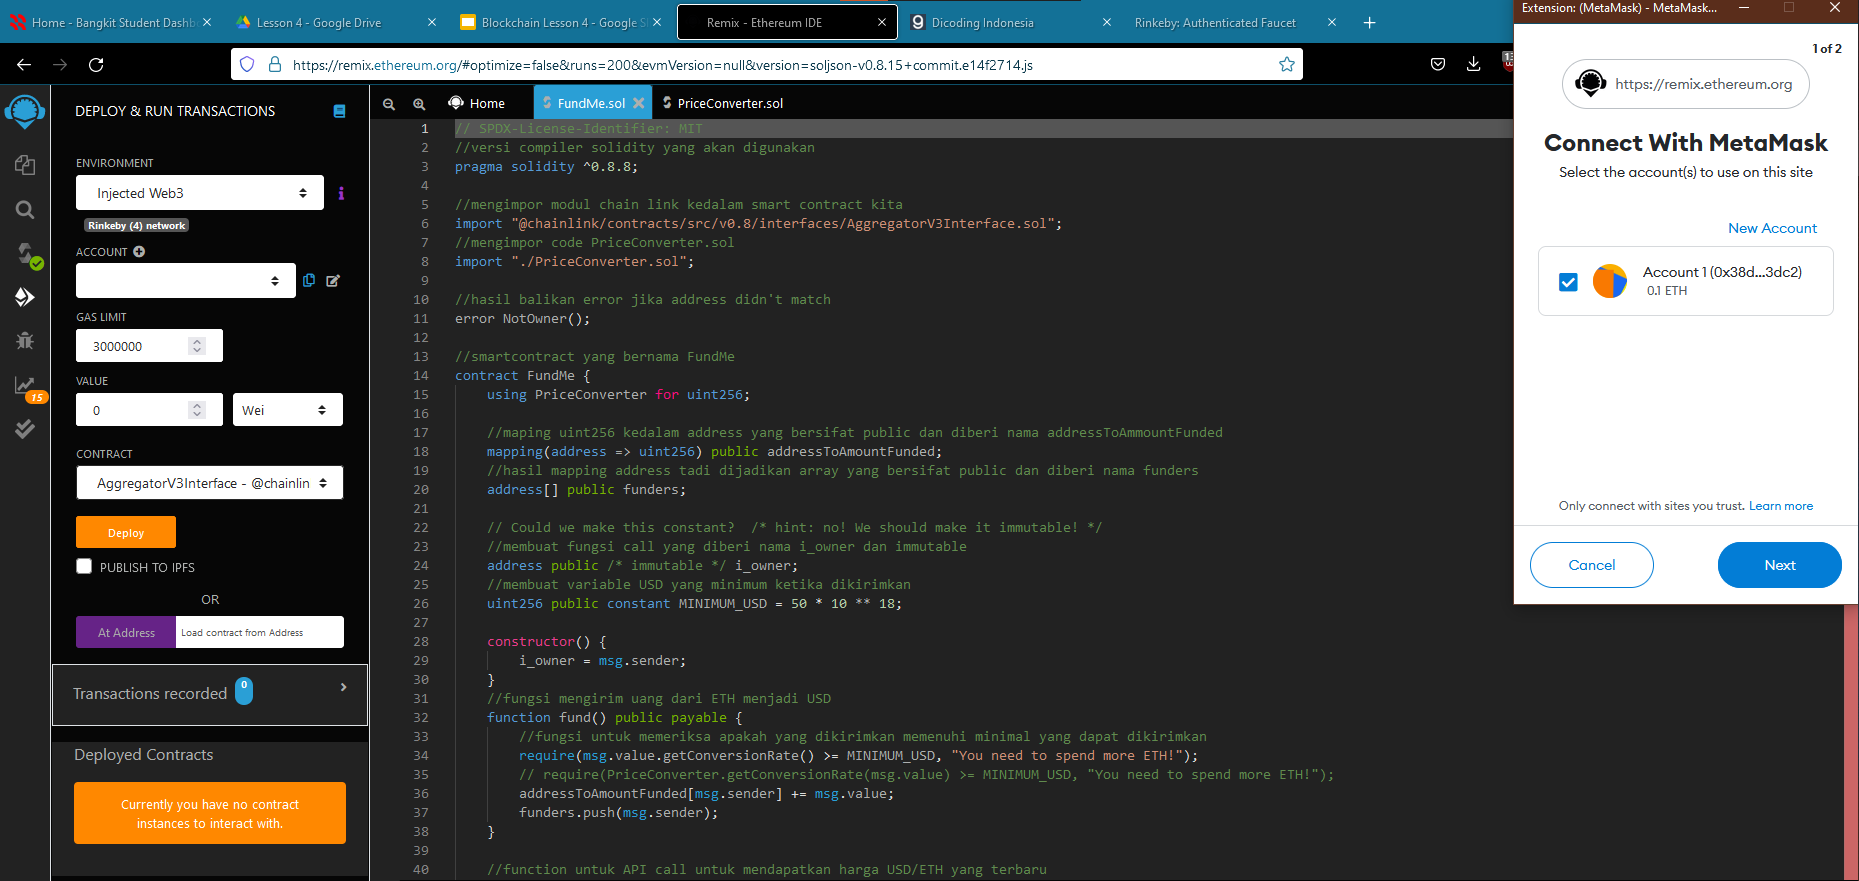 Home - Bangkit Student Dashb
Lesson 4 - Google Drive
Blockchain Lesson 4 - Google Sl
Remix - Ethereum IDE
Dicoding Indonesia
Rinkeby: Authenticated Faucet
https://remix.ethereum.org/#optimize=false&runs=200&evmVersion=null&version=soljson-v0.8.15+commit.e14f2714.js
DEPLOY & RUN TRANSACTIONS
ENVIRONMENT
Injected Web3
Rinkeby (4) network
ACCOUNT
GAS LIMIT
3000000
VALUE
0
Wei
CONTRACT
AggregatorV3Interface - @chainlin
Deploy
PUBLISH TO IPFS
OR
At Address
Load contract from Address
Transactions recorded 0
Deployed Contracts
Currently you have no contract
instances to interact with.
15
Home
FundMe.sol
PriceConverter.sol
1 // SPDX-License-Identifier: MIT
2 //versi compiler solidity yang akan digunakan
3 pragma solidity ^0.8.8;
4
5 //mengimpor modul chain link kedalam smart contract kita
6 import "@chainlink/contracts/src/v0.8/interfaces/AggregatorV3Interface.sol";
7 //mengimpor code PriceConverter.sol
8 import "./PriceConverter.sol";
9
10 //hasil balikan error jika address didn't match
11 error NotOwner();
12
13 //smartcontract yang bernama FundMe
14 contract FundMe {
15 using PriceConverter for uint256;
16
17 //maping uint256 kedalam address yang bersifat public dan diberi nama addressToAmmountFunded
18 mapping(address => uint256) public addressToAmountFunded;
19 //hasil mapping address tadi dijadikan array yang bersifat public dan diberi nama funders
20 address[] public funders;
21
22 // Could we make this constant?  /* hint: no! We should make it immutable! */
23 //membuat fungsi call yang diberi nama i_owner dan immutable
24 address public /* immutable */ i_owner;
25 //membuat variable USD yang minimum ketika dikirimkan
26 uint256 public constant MINIMUM_USD = 50 * 10 ** 18;
27
28 constructor() {
29 i_owner = msg.sender;
30 }
31 //fungsi mengirim uang dari ETH menjadi USD
32 function fund() public payable {
33 //fungsi untuk memeriksa apakah yang dikirimkan memenuhi minimal yang dapat dikirimkan
34 require(msg.value.getConversionRate() >= MINIMUM_USD, "You need to spend more ETH!");
35 // require(PriceConverter.getConversionRate(msg.value) >= MINIMUM_USD, "You need to spend more ETH!");
36 addressToAmountFunded[msg.sender] += msg.value;
37 funders.push(msg.sender);
38 }
39
40 //function untuk API call untuk mendapatkan harga USD/ETH yang terbaru
Extension: (MetaMask) - MetaMask...
1 of 2
https://remix.ethereum.org
Connect With MetaMask
Select the account(s) to use on this site
New Account
Account 1 (0x38d...3dc2)
0.1 ETH
Only connect with sites you trust. Learn more
Cancel
Next